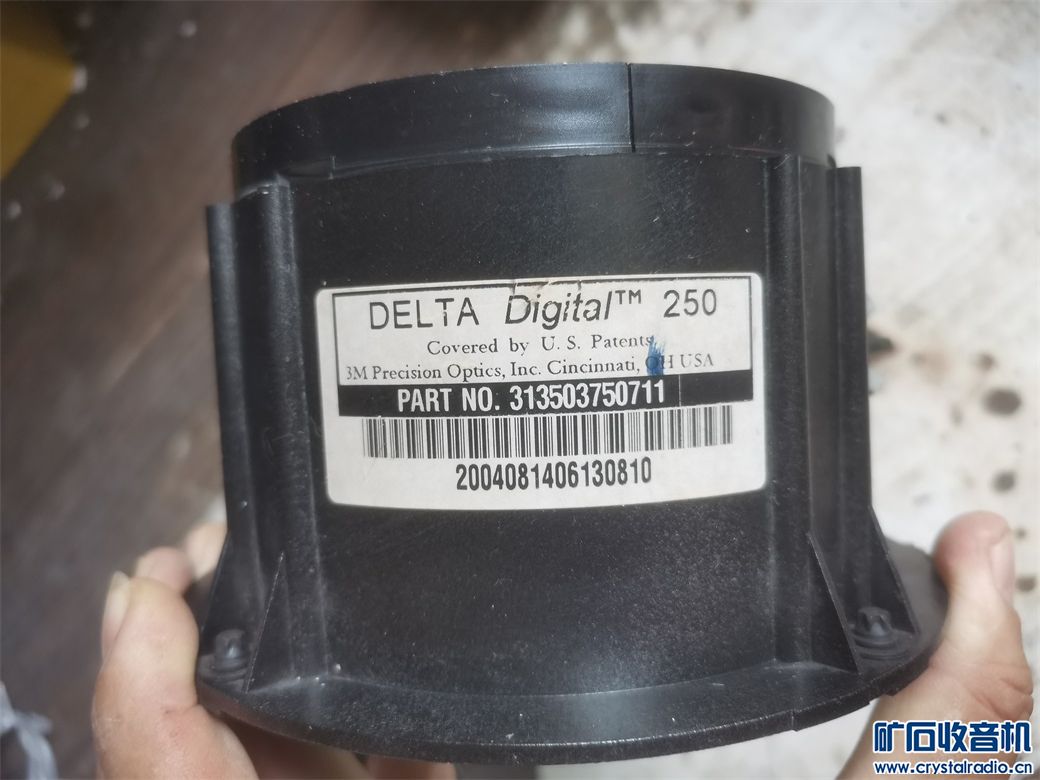 DELTA Digital™ 250
Covered by U. S. Patents
3M Precision Optics, Inc. Cincinnati, OH USA
PART NO. 313503750711
2004081406130810
矿石收音机
www.crystalradio.cn